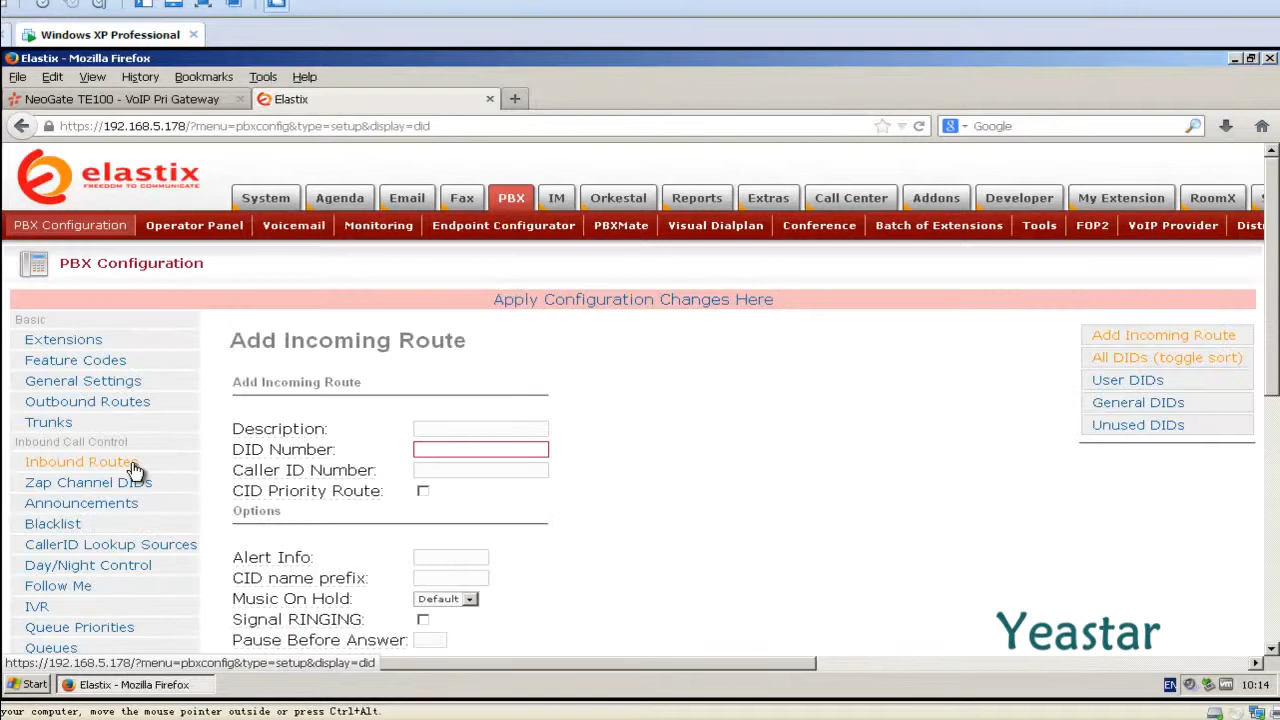 Windows XP Professional
Elastix - Mozilla Firefox
File Edit View History Bookmarks Tools Help
NeoGate TE100 - VoIP Pri Gateway
Elastix
https://192.168.5.178/?menu=pbxconfig&type=setup&display=did
Google
elastix
FREEDOM TO COMMUNICATE
System Agenda Email Fax PBX IM Orkestal Reports Extras Call Center Addons Developer My Extension RoomX
PBX Configuration Operator Panel Voicemail Monitoring Endpoint Configurator PBXMate Visual Dialplan Conference Batch of Extensions Tools FOP2 VoIP Provider Dist
PBX Configuration
Apply Configuration Changes Here
Basic
Extensions
Feature Codes
General Settings
Outbound Routes
Trunks
Inbound Call Control
Inbound Routes
Zap Channel DIDs
Announcements
Blacklist
CallerID Lookup Sources
Day/Night Control
Follow Me
IVR
Queue Priorities
Queues
Add Incoming Route
Add Incoming Route
Description:
DID Number:
Caller ID Number:
CID Priority Route:
Options
Alert Info:
CID name prefix:
Music On Hold: Default
Signal RINGING:
Pause Before Answer:
Add Incoming Route
All DIDs (toggle sort)
User DIDs
General DIDs
Unused DIDs
Yeastar
https://192.168.5.178/?menu=pbxconfig&type=setup&display=did
Start
Elastix - Mozilla Firefox
EN
10:14
your computer, move the mouse pointer outside or press Ctrl+Alt.